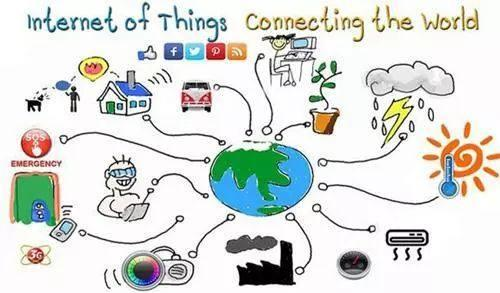 Internet of Things Connecting the World
SOS
EMERGENCY
3G